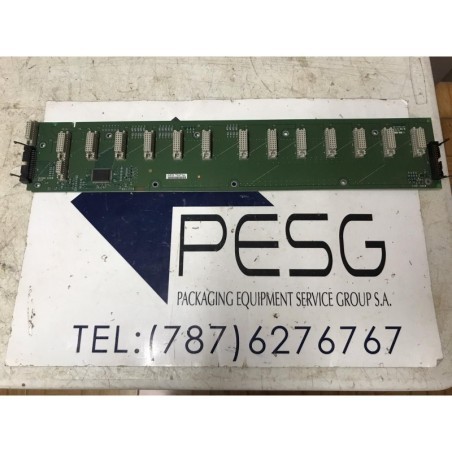 PESG
PACKAGING EQUIPMENT SERVICE GROUP S.A.
TEL:(787)6276767